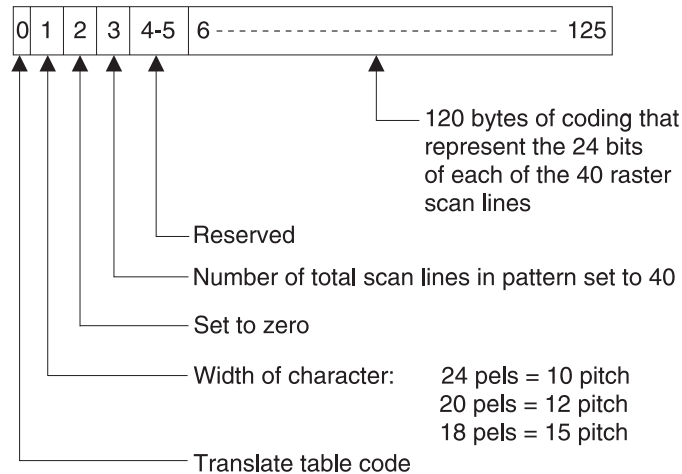 0 1 2 3 4-5 6 ---------------------------------- 125
120 bytes of coding that
represent the 24 bits
of each of the 40 raster
scan lines
Reserved
Number of total scan lines in pattern set to 40
Set to zero
Width of character: 24 pels = 10 pitch
20 pels = 12 pitch
18 pels = 15 pitch
Translate table code